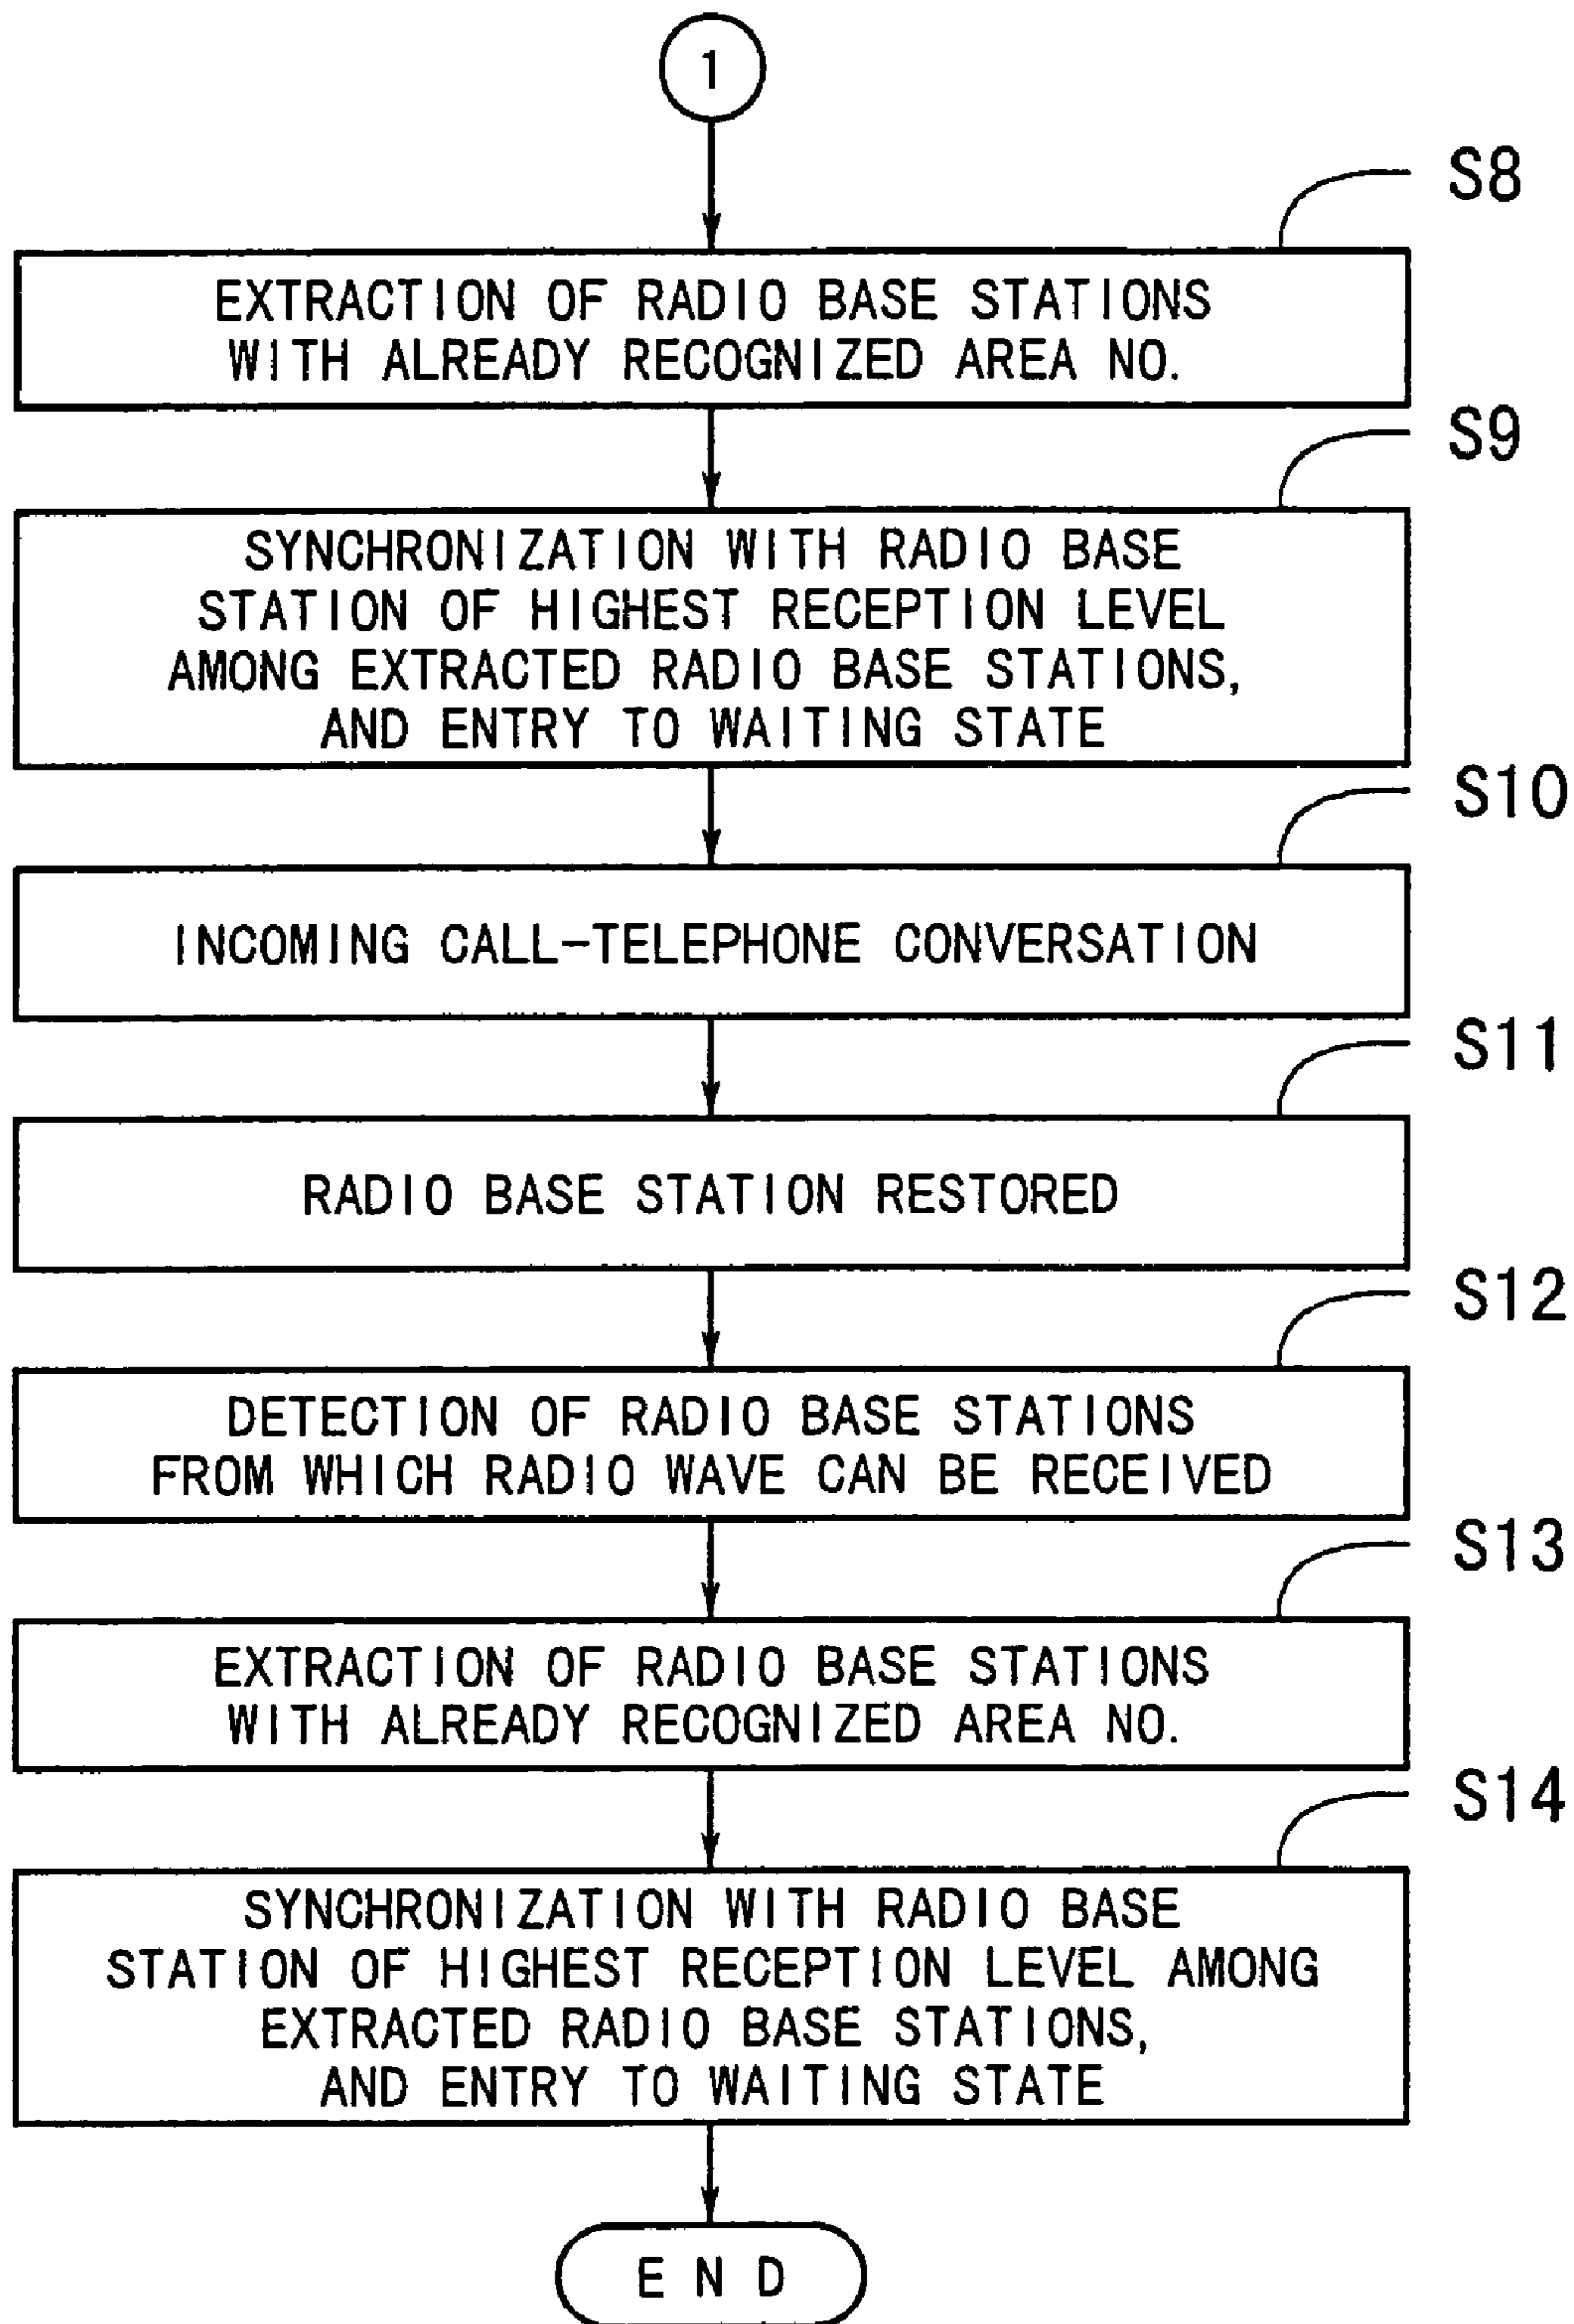 1
S8
EXTRACTION OF RADIO BASE STATIONS
WITH ALREADY RECOGNIZED AREA NO.
S9
SYNCHRONIZATION WITH RADIO BASE
STATION OF HIGHEST RECEPTION LEVEL
AMONG EXTRACTED RADIO BASE STATIONS,
AND ENTRY TO WAITING STATE
S10
INCOMING CALL-TELEPHONE CONVERSATION
S11
RADIO BASE STATION RESTORED
S12
DETECTION OF RADIO BASE STATIONS
FROM WHICH RADIO WAVE CAN BE RECEIVED
S13
EXTRACTION OF RADIO BASE STATIONS
WITH ALREADY RECOGNIZED AREA NO.
S14
SYNCHRONIZATION WITH RADIO BASE
STATION OF HIGHEST RECEPTION LEVEL AMONG
EXTRACTED RADIO BASE STATIONS,
AND ENTRY TO WAITING STATE
END